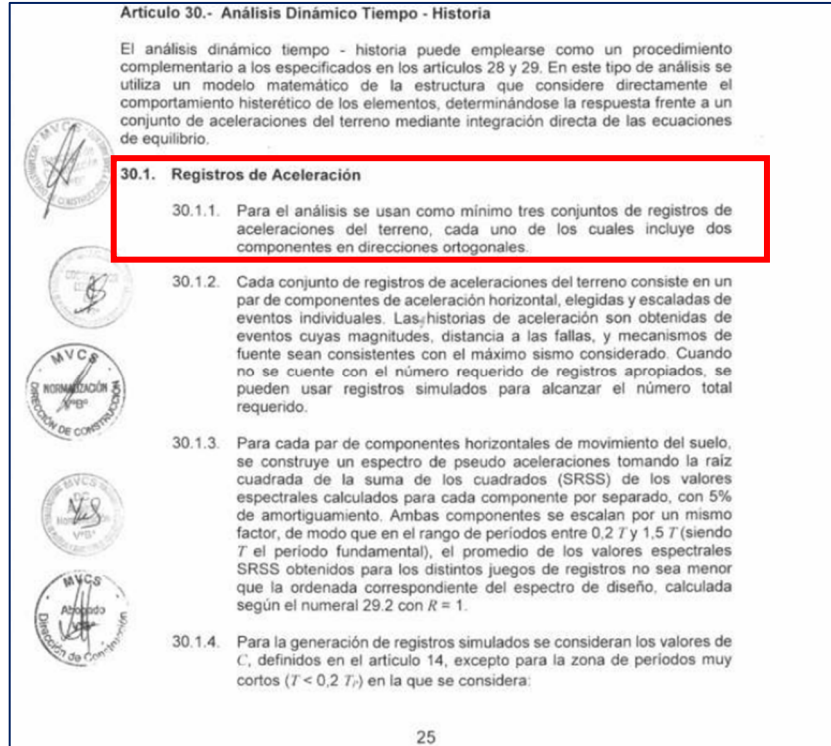 Artículo 30.- Análisis Dinámico Tiempo - Historia
El análisis dinámico tiempo - historia puede emplearse como un procedimiento
complementario a los especificados en los artículos 28 y 29. En este tipo de análisis se
utiliza un modelo matemático de la estructura que considere directamente el
comportamiento histerético de los elementos, determinándose la respuesta frente a un
conjunto de aceleraciones del terreno mediante integración directa de las ecuaciones
de equilibrio.
30.1. Registros de Aceleración
30.1.1. Para el análisis se usan como mínimo tres conjuntos de registros de
aceleraciones del terreno, cada uno de los cuales incluye dos
componentes en direcciones ortogonales.
30.1.2. Cada conjunto de registros de aceleraciones del terreno consiste en un
par de componentes de aceleración horizontal, elegidas y escaladas de
eventos individuales. Las historias de aceleración son obtenidas de
eventos cuyas magnitudes, distancia a las fallas, y mecanismos de
fuente sean consistentes con el máximo sismo considerado. Cuando
no se cuente con el número requerido de registros apropiados, se
pueden usar registros simulados para alcanzar el número total
requerido.
30.1.3. Para cada par de componentes horizontales de movimiento del suelo,
se construye un espectro de pseudo aceleraciones tomando la raíz
cuadrada de la suma de los cuadrados (SRSS) de los valores
espectrales calculados para cada componente por separado, con 5%
de amortiguamiento. Ambas componentes se escalan por un mismo
factor, de modo que en el rango de períodos entre 0,2 T y 1,5 T (siendo
T el período fundamental), el promedio de los valores espectrales
SRSS obtenidos para los distintos juegos de registros no sea menor
que la ordenada correspondiente del espectro de diseño, calculada
según el numeral 29.2 con R = 1.
30.1.4. Para la generación de registros simulados se consideran los valores de
C, definidos en el artículo 14, excepto para la zona de períodos muy
cortos (T < 0,2 TP) en la que se considera:
MVCS
NORMALIZACIÓN
VºBº
DIRECCIÓN DE CONSTRUCCIÓN
MVCS
Abogado
Dirección de Construcción
25